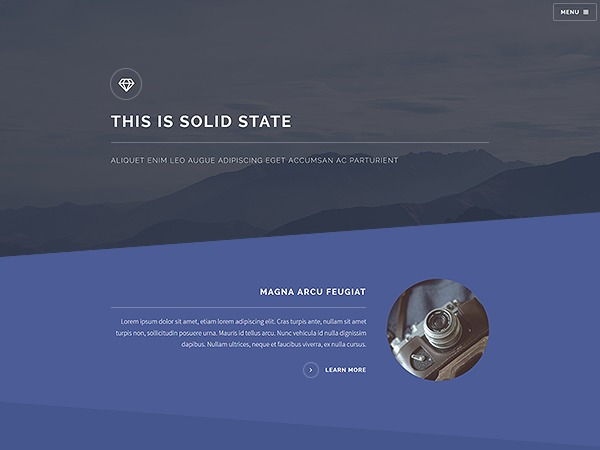 MENU
THIS IS SOLID STATE
ALIQUET ENIM LEO AUGUE ADIPISCING EGET ACCUMSAN AC PARTURIENT
MAGNA ARCU FEUGIAT
Lorem ipsum dolor sit amet, etiam lorem adipiscing elit. Cras turpis ante, nullam sit amet
turpis non, sollicitudin posuere urna. Mauris id tellus arcu. Nunc vehicula id nulla dignissim
dapibus. Nullam ultrices, neque et faucibus viverra, ex nulla cursus.
LEARN MORE